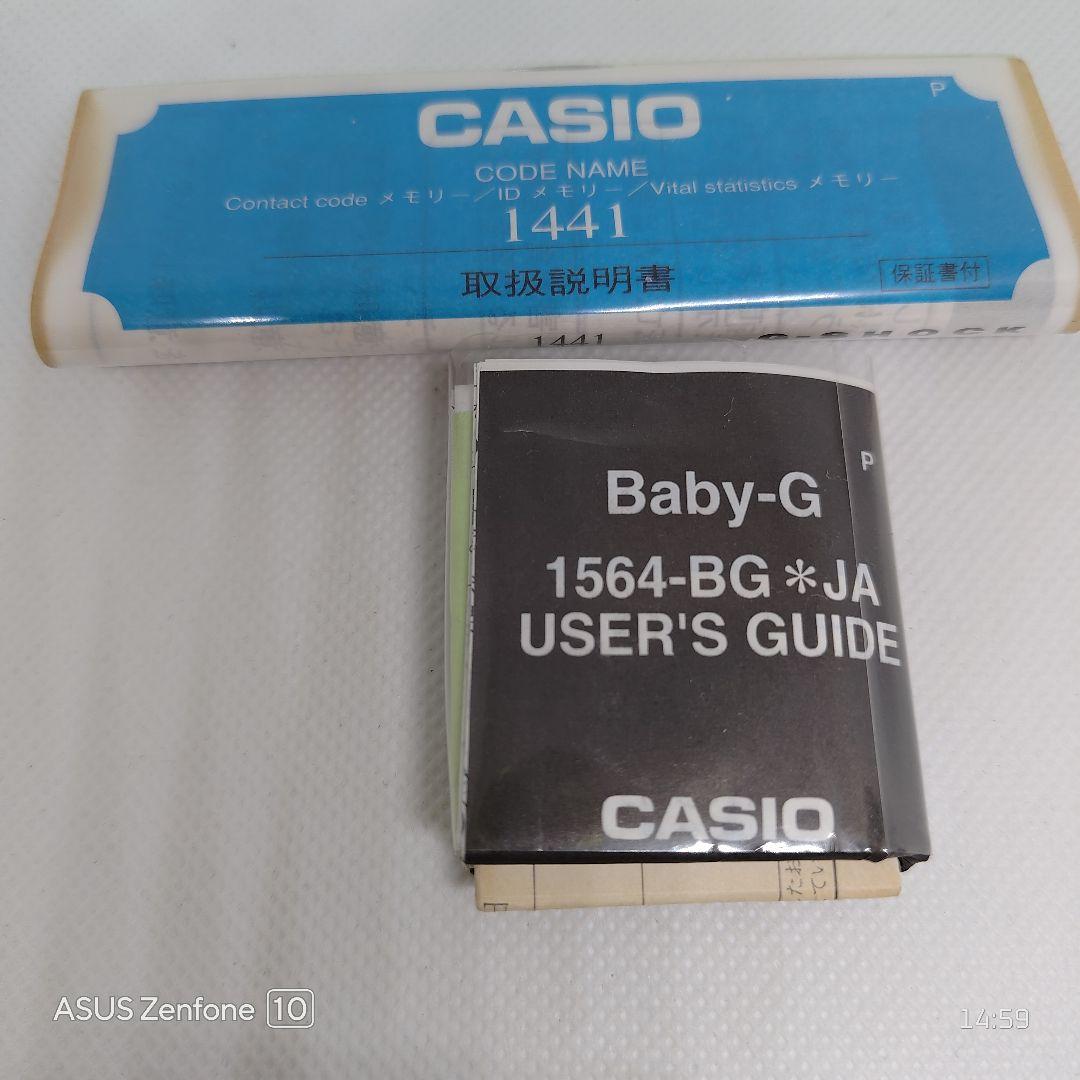 CASIO
P
CODE NAME
Contact code メモリー／ID メモリー／Vital statistics メモリー
1441
取扱説明書
保証書付
1441
G-SHOCK
P
Baby-G
1564-BG＊JA
USER'S GUIDE
CASIO
ASUS Zenfone 10
14:59